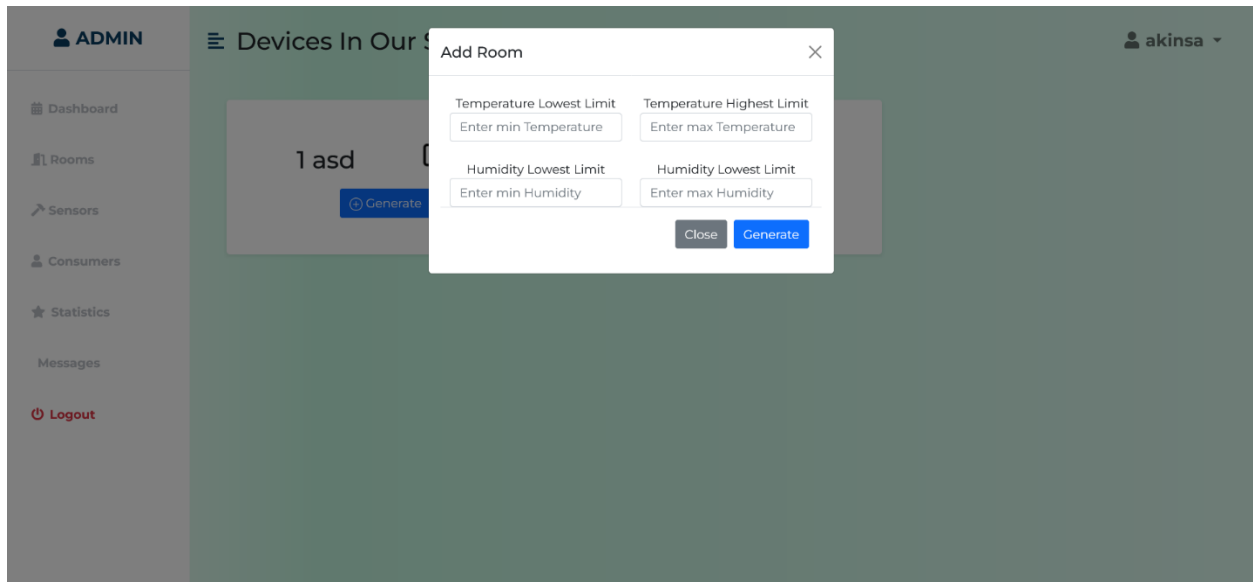 ADMIN
Devices In Our
akinsa
Dashboard
Rooms
Sensors
Consumers
Statistics
Messages
Logout
1 asd
Generate
Add Room
Temperature Lowest Limit Temperature Highest Limit
Enter min Temperature Enter max Temperature
Humidity Lowest Limit Humidity Lowest Limit
Enter min Humidity Enter max Humidity
Close Generate